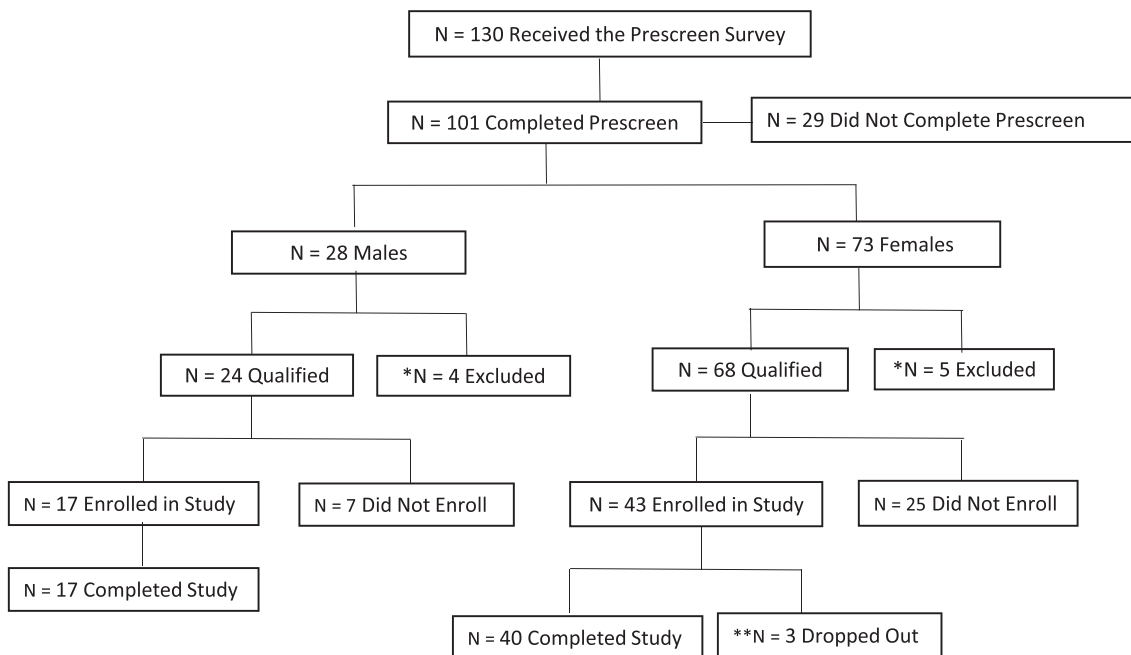 N = 130 Received the Prescreen Survey
N = 101 Completed Prescreen
N = 29 Did Not Complete Prescreen
N = 28 Males
N = 73 Females
N = 24 Qualified
*N = 4 Excluded
N = 68 Qualified
*N = 5 Excluded
N = 17 Enrolled in Study
N = 7 Did Not Enroll
N = 43 Enrolled in Study
N = 25 Did Not Enroll
N = 17 Completed Study
N = 40 Completed Study
**N = 3 Dropped Out